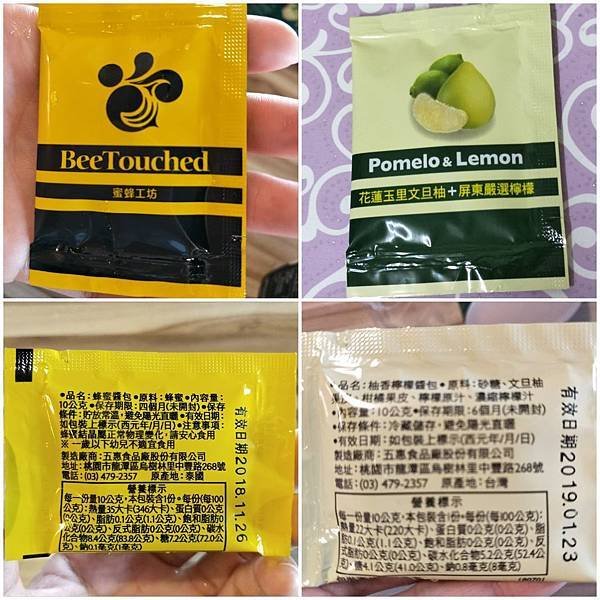 BeeTouched
蜜蜂工坊
Pomelo & Lemon
花蓮玉里文旦柚+屏東嚴選檸檬
●品名:蜂蜜醬包●原料:蜂蜜●內容量:
10公克●保存期限:四個月(未開封)●保存
條件:貯放常溫,避免陽光直曬●有效日期:
如包裝上標示(西元年/月/日)●注意事項:
蜂蜜結晶屬正常物理變化,請安心食用
※一歲以下幼兒不適宜食用
製造廠商:五惠食品廠股份有限公司
地址:桃園市龍潭區烏樹林里中豐路268號
電話:(03) 479-2357 原產地:泰國
營養標示
每一份量10公克,本包裝含1份●每份(每100
公克):熱量35大卡(346大卡)、蛋白質0公克(0
公克)、脂肪0.1公克(1.1公克)、飽和脂肪0
公克(0公克)、反式脂肪0公克(0公克)、碳水
化合物8.4公克(83.8公克)、糖7.2公克(72.0
公克)、鈉0.1毫克(1毫克)
有效日期2018.11.26
●品名:柚香檸檬醬包●原料:砂糖、文旦柚
、柑橘果皮、檸檬原汁、濃縮檸檬汁
●內容量:10公克●保存期限:6個月(未開封)
●保存條件:冷藏儲存,避免陽光直曬
●有效日期:如包裝上標示(西元年/月/日)
製造廠商:五惠食品廠股份有限公司
地址:桃園市龍潭區烏樹林里中豐路268號
電話:(03) 479-2357 原產地:台灣
營養標示
每一份量10公克,本包裝含1份●每份(每100公克):
熱量22大卡(220大卡)、蛋白質0公克(0公克)、脂
肪0.1公克(1.1公克)、飽和脂肪0公克(0公克)、反
式脂肪0公克(0公克)、碳水化合物5.2公克(52.4公
克)、糖4.1公克(41.0公克)、鈉0.8毫克(8毫克)
有效日期2019.01.23